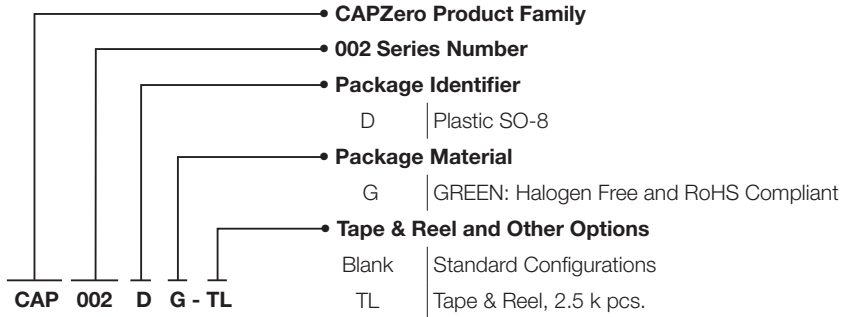 • CAPZero Product Family
• 002 Series Number
• Package Identifier
D Plastic SO-8
• Package Material
G GREEN: Halogen Free and RoHS Compliant
• Tape & Reel and Other Options
Blank Standard Configurations
TL Tape & Reel, 2.5 k pcs.
CAP 002 D G - TL